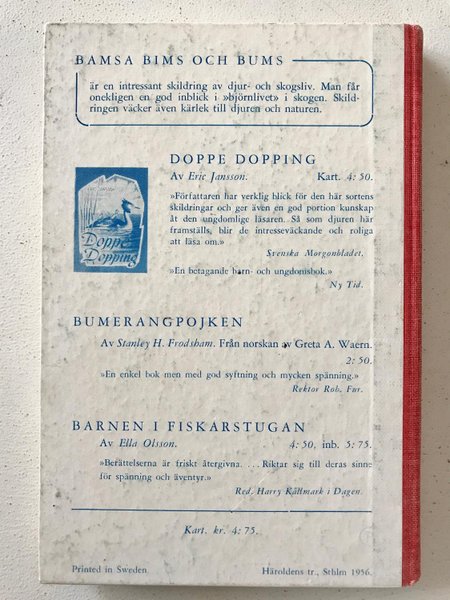 BAMSA BIMS OCH BUMS
är en intressant skildring av djur- och skogsliv. Man får
onekligen en god inblick i »björnlivet» i skogen. Skild-
ringen väcker även kärlek till djuren och naturen.
DOPPE DOPPING
Av Eric Jansson. Kart. 4: 50.
»Författaren har verklig blick för den här sortens
skildringar och ger även en god portion kunskap
åt den ungdomlige läsaren. Så som djuren här
framställs, blir de intresseväckande och roliga
att läsa om.»
Svenska Morgonbladet.
»En betagande barn- och ungdomsbok.»
Ny Tid.
Doppe
Dopping
BUMERANGPOJKEN
Av Stanley H. Frodsham. Från norskan av Greta A. Waern.
2: 50.
»En enkel bok men med god syftning och mycken spänning.»
Rektor Rob. Fur.
BARNEN I FISKARSTUGAN
Av Ella Olsson. 4: 50, inb. 5: 75.
»Berättelserna är friskt återgivna. ... Riktar sig till deras sinne
för spänning och äventyr.»
Red. Harry Källmark i Dagen.
Kart. kr. 4: 75.
Printed in Sweden. Häroldens tr., Sthlm 1956.